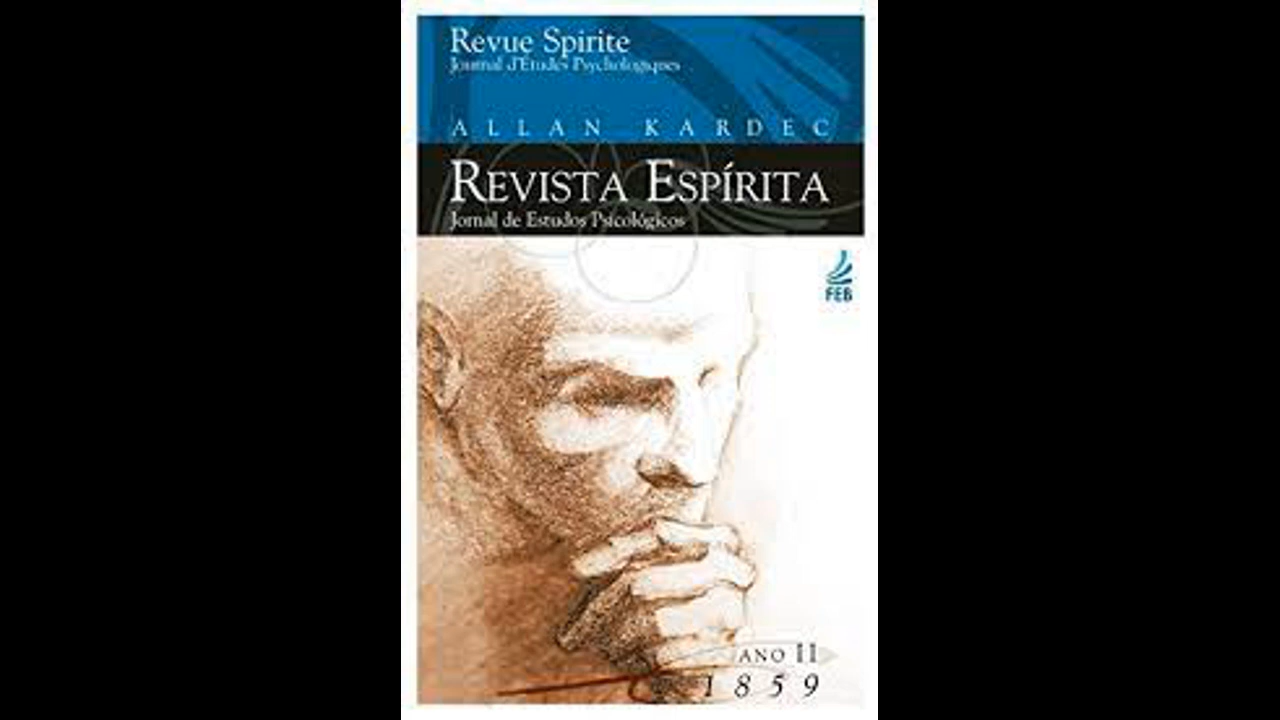 Revue Spirite
Journal d'Études Psychologiques
ALLAN KARDEC
REVISTA ESPÍRITA
Jornal de Estudos Psicológicos
FEB
ANO II
1859